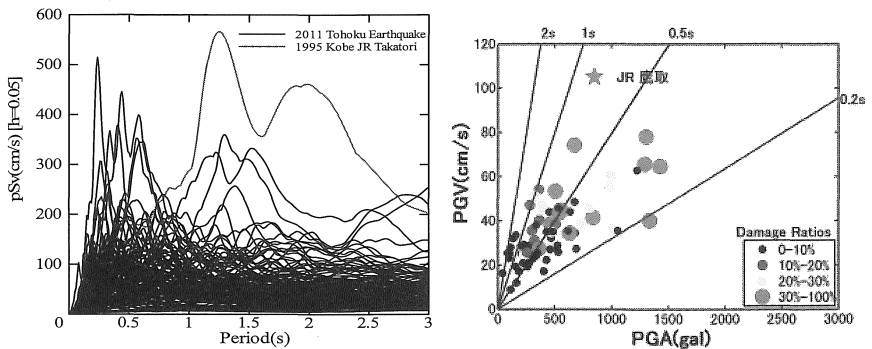 pSv(cm/s) [h=0.05]
600
500
400
300
200
100
0
0.5
1
1.5
2
2.5
3
Period(s)
2011 Tohoku Earthquake
1995 Kobe JR Takatori
PGV(cm/s)
120
100
80
60
40
20
0
0
500
1000
1500
2000
2500
3000
PGA(gal)
2s
1s
0.5s
0.2s
JR 鷹取
Damage Ratios
0-10%
10%-20%
20%-30%
30%-100%